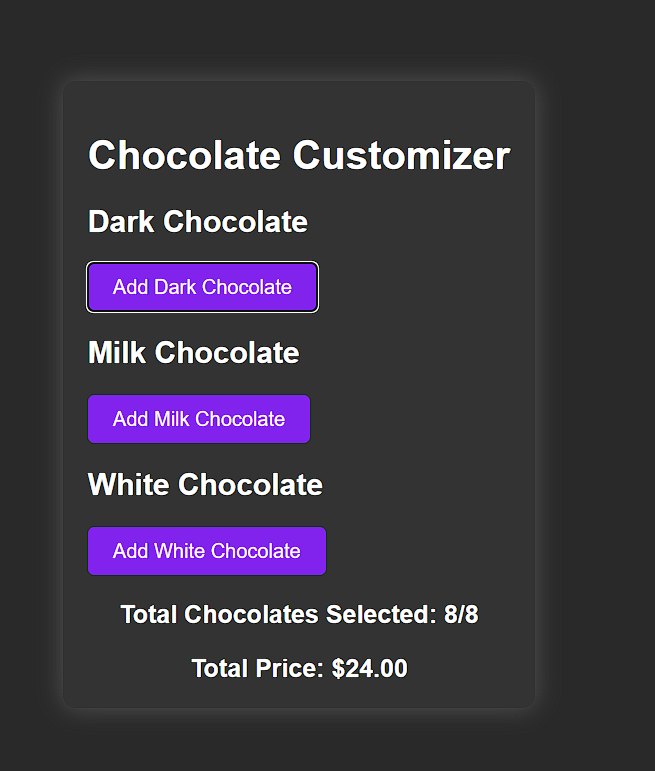 Chocolate Customizer
Dark Chocolate
Add Dark Chocolate
Milk Chocolate
Add Milk Chocolate
White Chocolate
Add White Chocolate
Total Chocolates Selected: 8/8
Total Price: $24.00